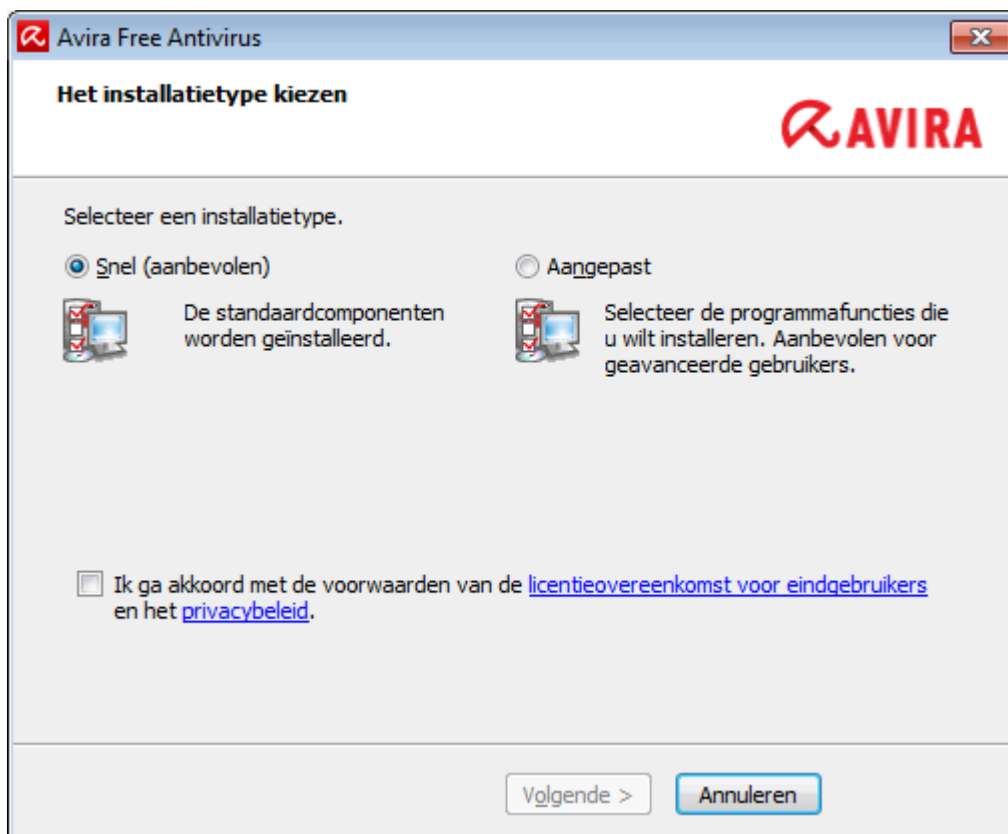 Avira Free Antivirus
Het installatietype kiezen
AVIRA
Selecteer een installatietype.
Snel (aanbevolen)
De standaardcomponenten
worden geïnstalleerd.
Aangepast
Selecteer de programmafuncties die
u wilt installeren. Aanbevolen voor
geavanceerde gebruikers.
Ik ga akkoord met de voorwaarden van de licentieovereenkomst voor eindgebruikers
en het privacybeleid.
Volgende >
Annuleren